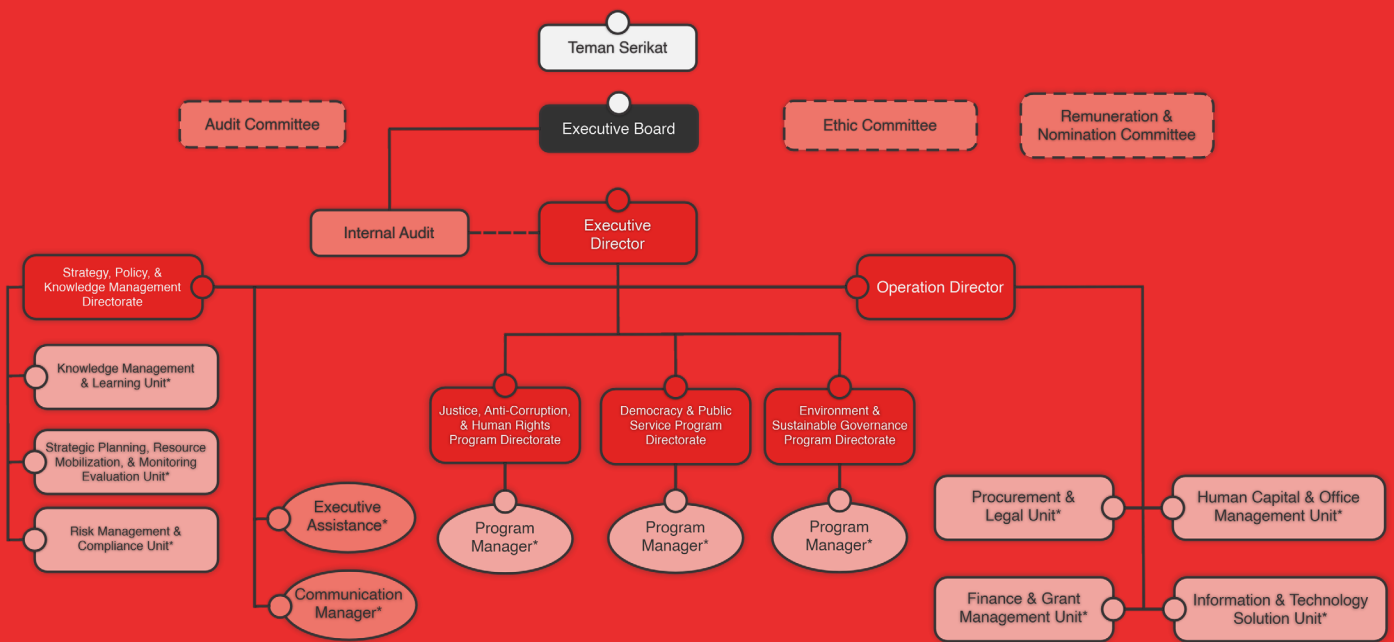 Teman Serikat
Audit Committee
Executive Board
Ethic Committee
Remuneration &
Nomination Committee
Internal Audit
Executive
Director
Strategy, Policy, &
Knowledge Management
Directorate
Operation Director
Knowledge Management
& Learning Unit*
Strategic Planning, Resource
Mobilization, & Monitoring
Evaluation Unit*
Risk Management &
Compliance Unit*
Executive
Assistance*
Communication
Manager*
Justice, Anti-Corruption,
& Human Rights
Program Directorate
Democracy & Public
Service Program
Directorate
Environment &
Sustainable Governance
Program Directorate
Program
Manager*
Program
Manager*
Program
Manager*
Procurement &
Legal Unit*
Human Capital & Office
Management Unit*
Finance & Grant
Management Unit*
Information & Technology
Solution Unit*